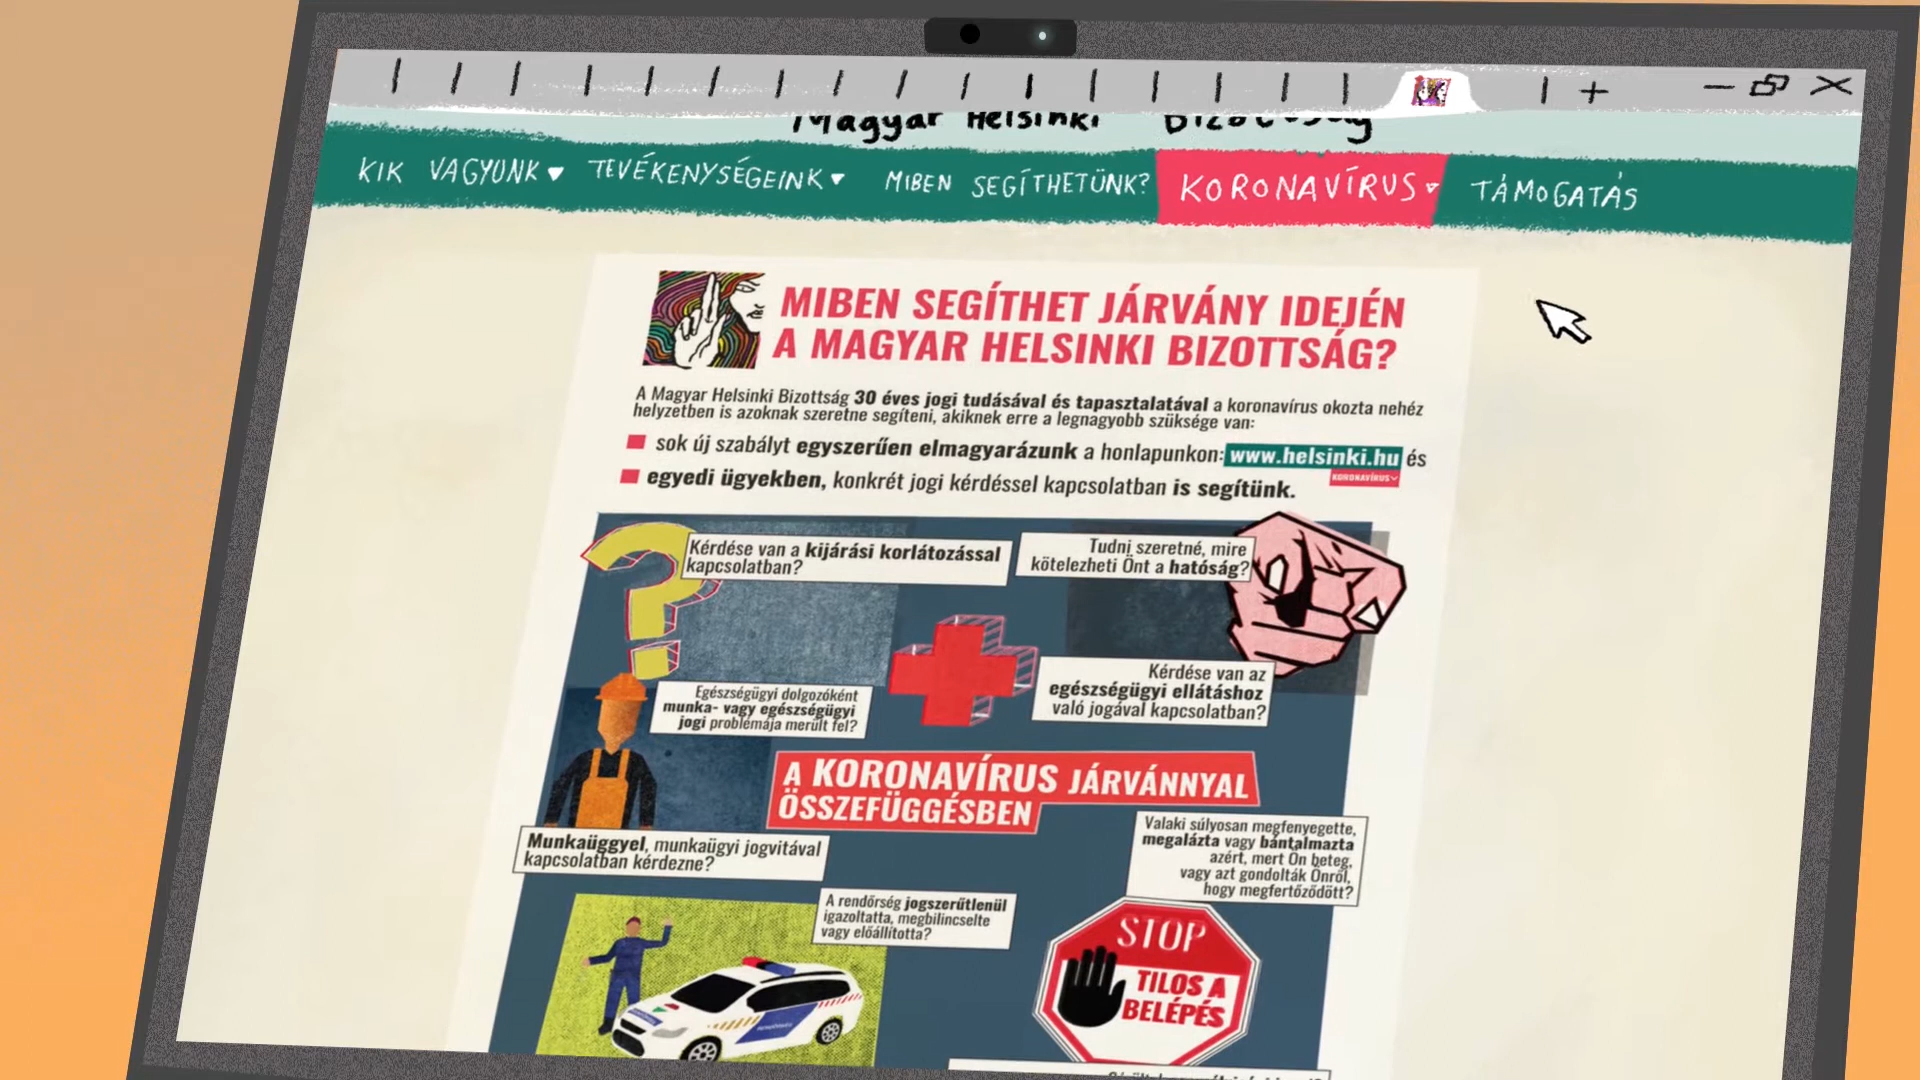 Magyar Helsinki Bizottság
KIK VAGYUNK TEVÉKENYSÉGEINK MIBEN SEGÍTHETÜNK? KORONAVÍRUS TÁMOGATÁS
MIBEN SEGÍTHET JÁRVÁNY IDEJÉN
A MAGYAR HELSINKI BIZOTTSÁG?
A Magyar Helsinki Bizottság 30 éves jogi tudásával és tapasztalatával a koronavírus okozta nehéz
helyzetben is azoknak szeretne segíteni, akiknek erre a legnagyobb szüksége van:
sok új szabályt egyszerűen elmagyarázunk a honlapunkon: www.helsinki.hu és
KORONAVÍRUS
egyedi ügyekben, konkrét jogi kérdéssel kapcsolatban is segítünk.
Kérdése van a kijárási korlátozással
kapcsolatban?
Tudni szeretné, mire
kötelezheti Önt a hatóság?
Egészségügyi dolgozóként
munka- vagy egészségügyi
jogi problémája merült fel?
Kérdése van az
egészségügyi ellátáshoz
való jogával kapcsolatban?
A KORONAVÍRUS JÁRVÁNNYAL
ÖSSZEFÜGGÉSBEN
Munkaüggyel, munkaügyi jogvitával
kapcsolatban kérdezne?
Valaki súlyosan megfenyegette,
megalázta vagy bántalmazta
azért, mert Ön beteg,
vagy azt gondolták Önről,
hogy megfertőződött?
A rendőrség jogszerűtlenül
igazoltatta, megbilincselte
vagy előállította?
STOP
TILOS A
BELÉPÉS